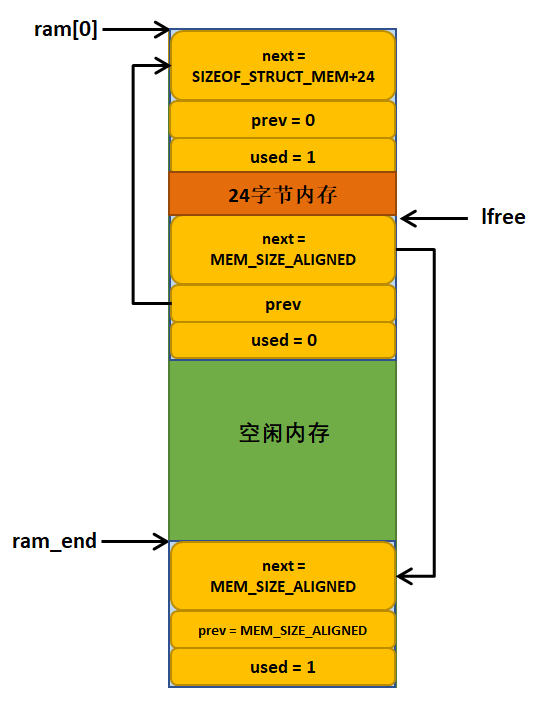 ram[0]
next =
SIZEOF_STRUCT_MEM+24
prev = 0
used = 1
24字节内存
lfree
next =
MEM_SIZE_ALIGNED
prev
used = 0
空闲内存
ram_end
next =
MEM_SIZE_ALIGNED
prev = MEM_SIZE_ALIGNED
used = 1